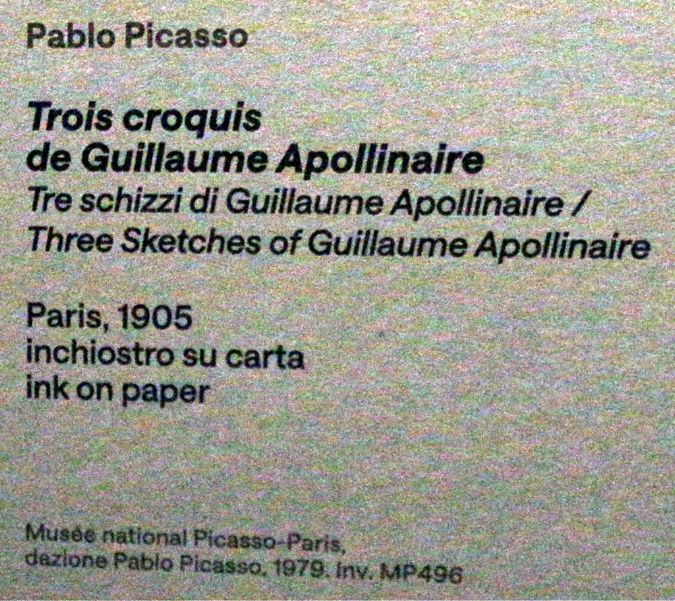 Pablo Picasso
Trois croquis
de Guillaume Apollinaire
Tre schizzi di Guillaume Apollinaire /
Three Sketches of Guillaume Apollinaire
Paris, 1905
inchiostro su carta
ink on paper
Musée national Picasso-Paris,
dazione Pablo Picasso, 1979. Inv. MP496